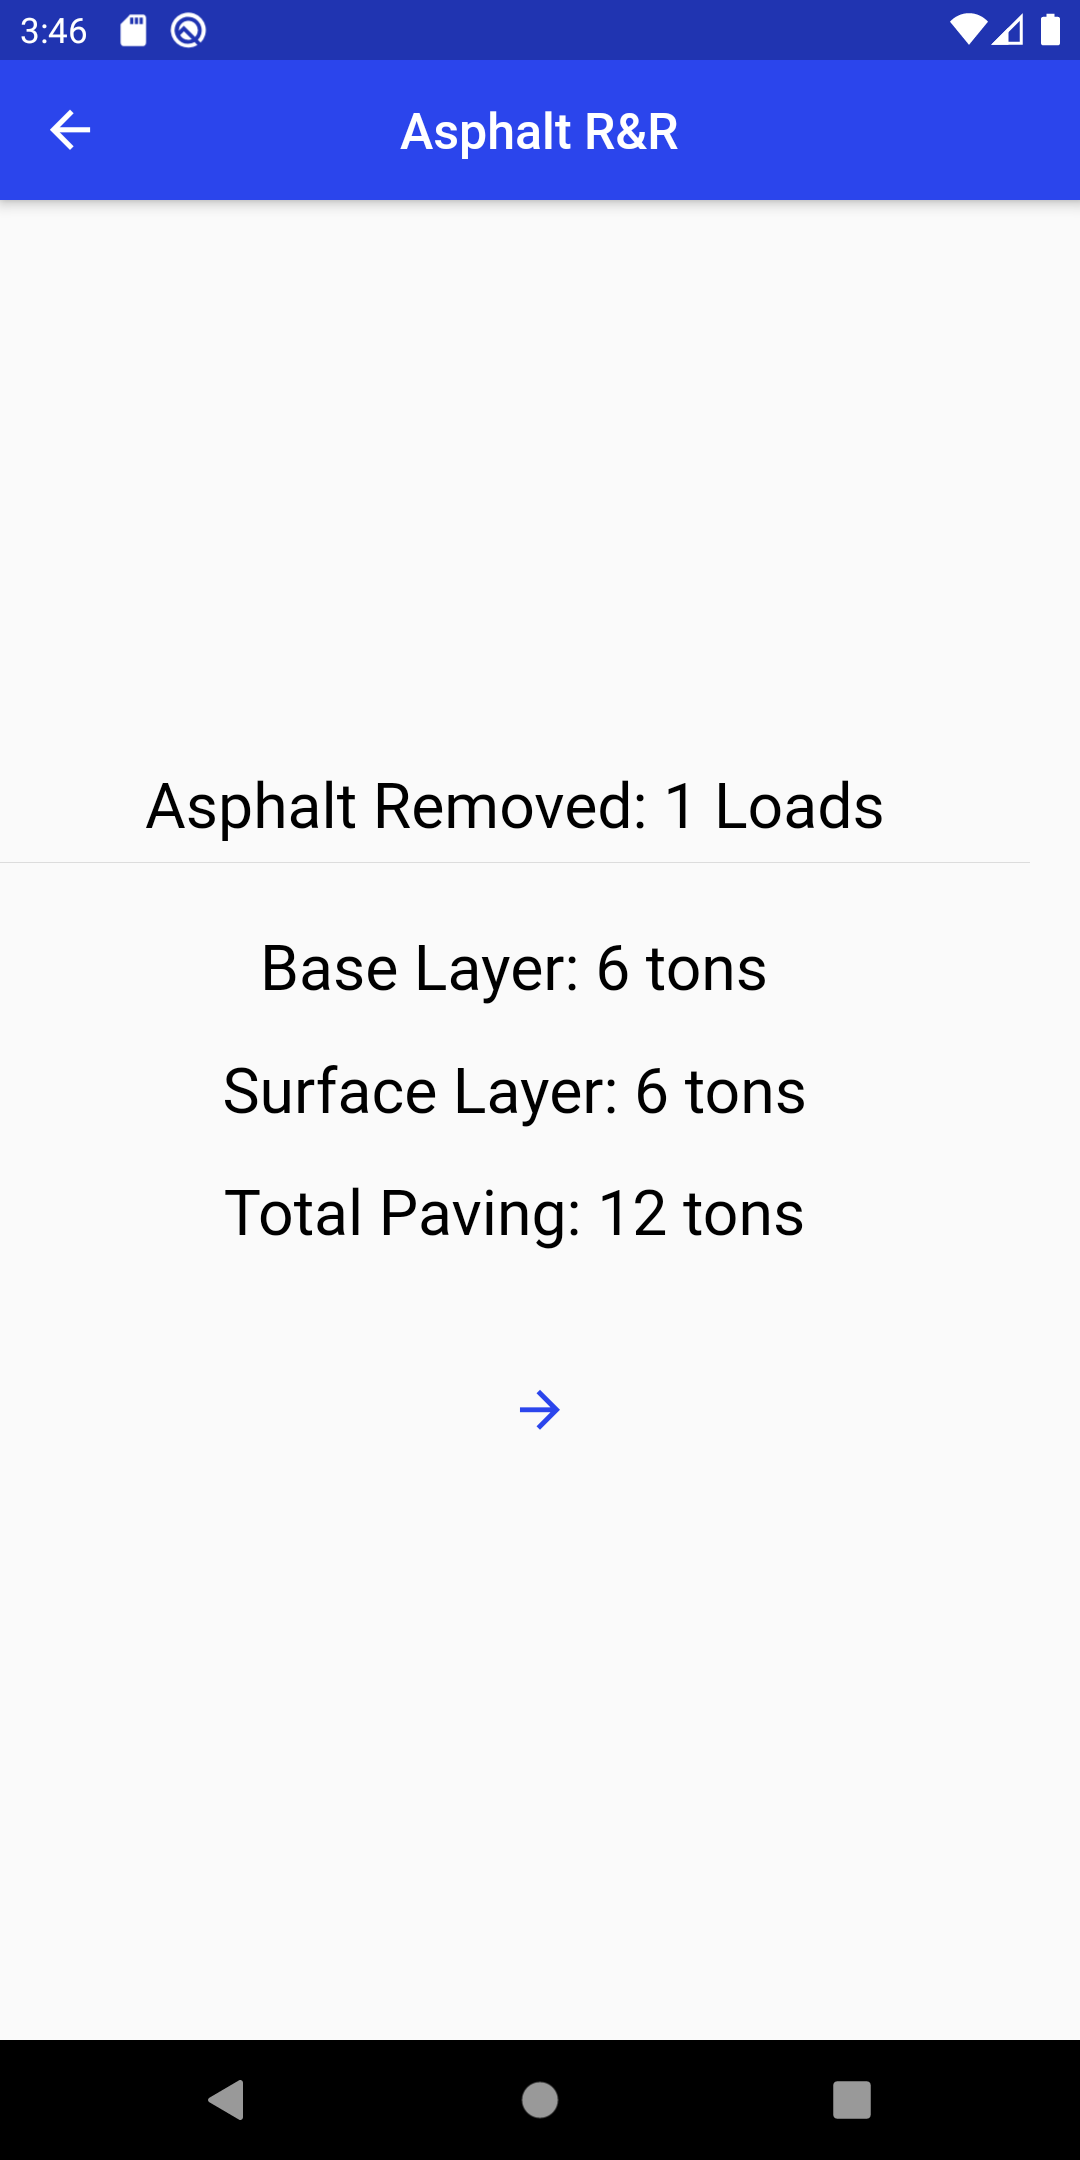 3:46
Asphalt R&R
Asphalt Removed: 1 Loads
Base Layer: 6 tons
Surface Layer: 6 tons
Total Paving: 12 tons